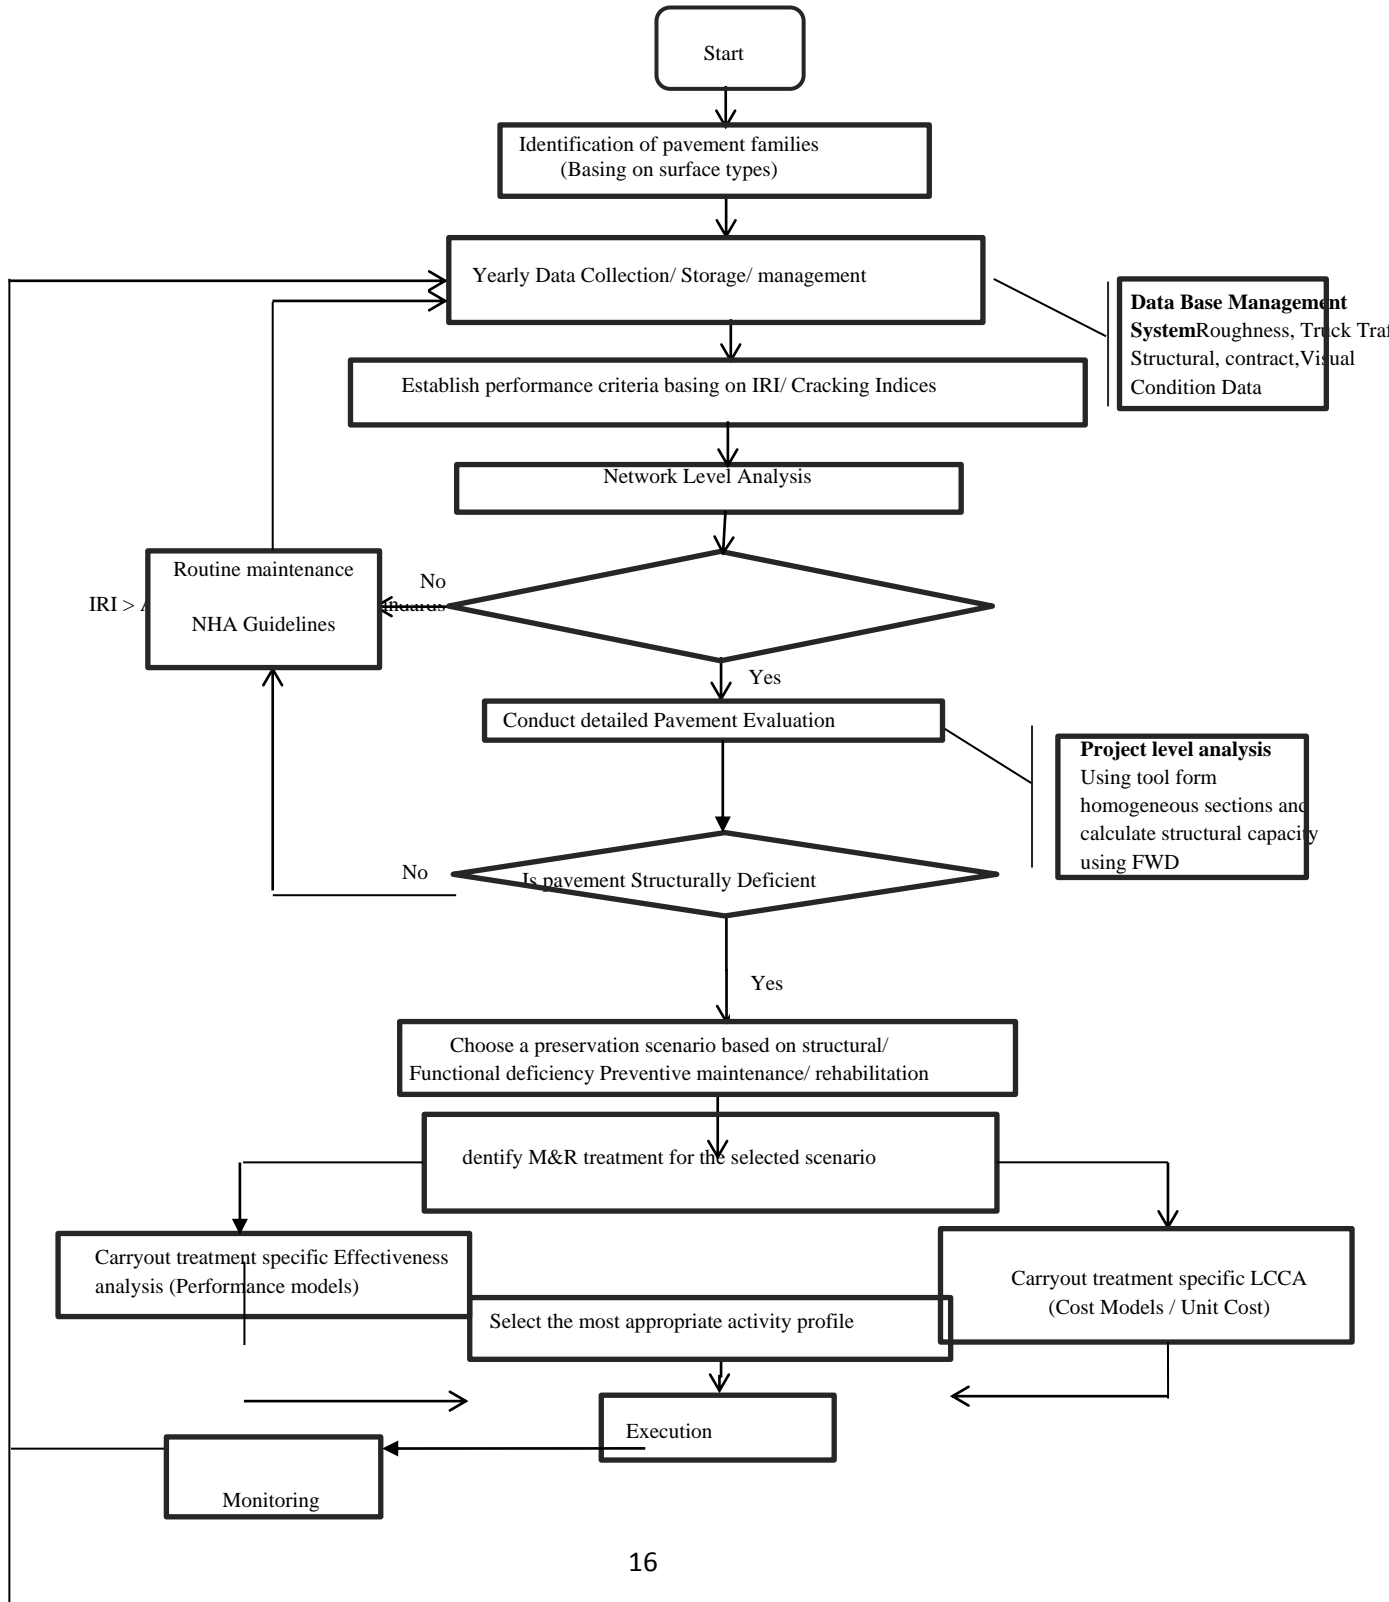 Start
Identification of pavement families
(Basing on surface types)
Yearly Data Collection/ Storage/ management
Data Base Management
SystemRoughness, Truck
Structural, contract,Visual
Condition Data
Establish performance criteria basing on IRI/ Cracking Indices
Network Level Analysis
Routine maintenance
NHA Guidelines
No
IRI >
Yes
Conduct detailed Pavement Evaluation
Project level analysis
Using tool form
homogeneous sections and
calculate structural capacity
using FWD
No
Is pavement Structurally Deficient
Yes
Choose a preservation scenario based on structural/
Functional deficiency Preventive maintenance/ rehabilitation
dentify M&R treatment for the selected scenario
Carryout treatment specific Effectiveness
analysis (Performance models)
Carryout treatment specific LCCA
(Cost Models / Unit Cost)
Select the most appropriate activity profile
Execution
Monitoring
16